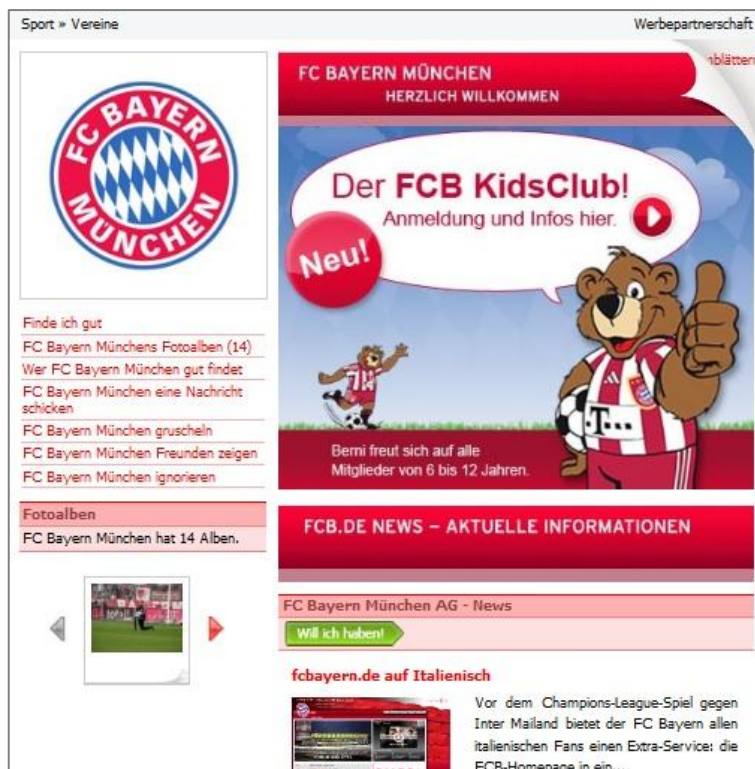 Sport » Vereine
Werbepartnerschaft
FC BAYERN
MÜNCHEN
Finde ich gut
FC Bayern Münchens Fotoalben (14)
Wer FC Bayern München gut findet
FC Bayern München eine Nachricht
schicken
FC Bayern München gruscheln
FC Bayern München Freunden zeigen
FC Bayern München ignorieren
Fotoalben
FC Bayern München hat 14 Alben.
FC BAYERN MÜNCHEN
HERZLICH WILLKOMMEN
Der FCB KidsClub!
Anmeldung und Infos hier.
Neu!
T...
Berni freut sich auf alle
Mitglieder von 6 bis 12 Jahren.
FCB.DE NEWS – AKTUELLE INFORMATIONEN
FC Bayern München AG - News
Will ich haben!
fcbayern.de auf Italienisch
Vor dem Champions-League-Spiel gegen
Inter Mailand bietet der FC Bayern allen
italienischen Fans einen Extra-Service: die
FCB-Homepage in ein....